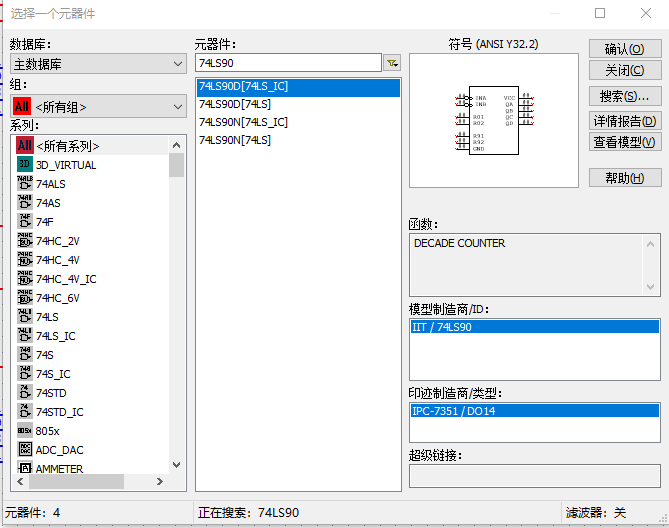 选择一个元器件
数据库：
主数据库
组：
All <所有组>
系列：
All <所有系列>
3D 3D_VIRTUAL
74ALS
74AS
74F
74HC_2V
74HC_4V
74HC_4V_IC
74HC_6V
74LS
74LS_IC
74S
74S_IC
74STD
74STD_IC
805x 805x
ADC_DAC
AMMETER
元器件：
74LS90
74LS90D[74LS_IC]
74LS90D[74LS]
74LS90N[74LS_IC]
74LS90N[74LS]
符号 (ANSI Y32.2)
INA VCC
INB QA
QB
R01 QC
R02 QD
R91
R92
GND
确认(O)
关闭(C)
搜索(S)...
详情报告(D)
查看模型(V)
帮助(H)
函数：
DECADE COUNTER
模型制造商/ID：
IIT / 74LS90
印迹制造商/类型：
IPC-7351 / DO14
超级链接：
元器件：4
正在搜索：74LS90
滤波器：关